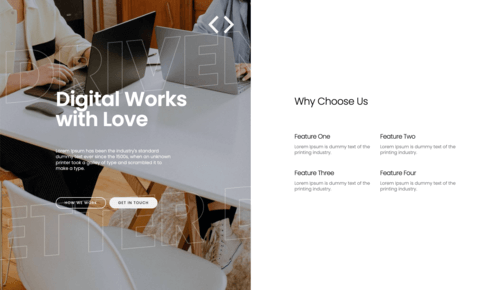 DRIVE
Digital Works
with Love
Lorem Ipsum has been the industry's standard
dummy text ever since the 1500s, when an unknown
printer took a galley of type and scrambled it to
make a type.
HOW WE WORK
GET IN TOUCH
Why Choose Us
Feature One
Lorem Ipsum is dummy text of the
printing industry.
Feature Two
Lorem Ipsum is dummy text of the
printing industry.
Feature Three
Lorem Ipsum is dummy text of the
printing industry.
Feature Four
Lorem Ipsum is dummy text of the
printing industry.